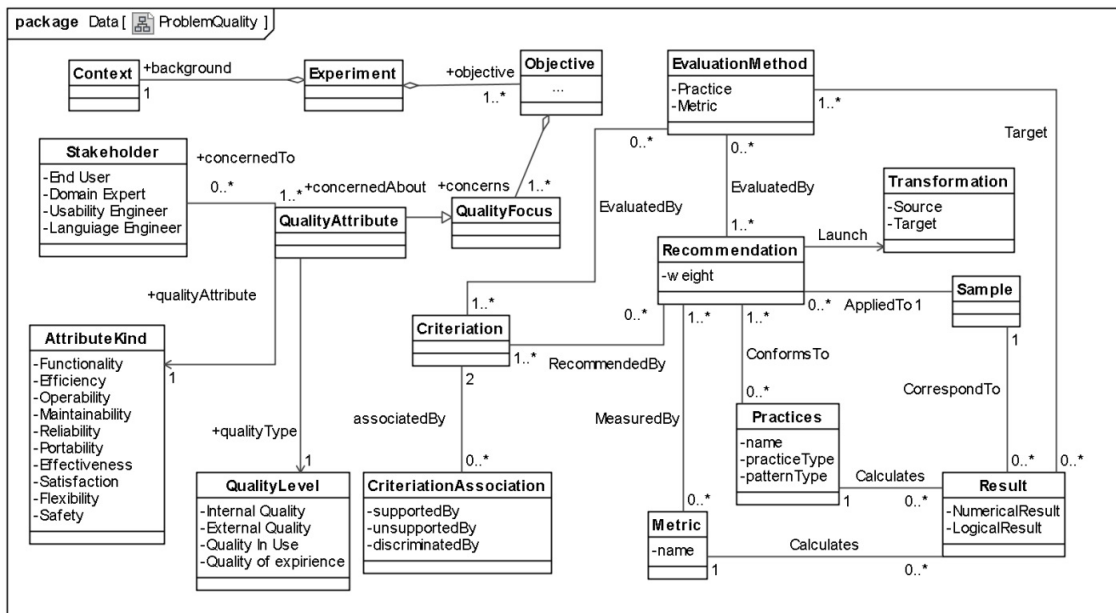 package Data [ ProblemQuality ]
Context
+background
1
Experiment
+objective
1..*
Objective
...
EvaluationMethod
-Practice
-Metric
1..*
0..*
0..*
Target
Stakeholder
-End User
-Domain Expert
-Usability Engineer
-Languiage Engineer
+concernedTo
0..*
1..*
+concernedAbout
+concerns
1..*
QualityAttribute
QualityFocus
EvaluatedBy
EvaluatedBy
1..*
Transformation
-Source
-Target
Launch
Recommendation
-weight
+qualityAttribute
1..*
0..*
1..*
1..*
0..*
AppliedTo 1
Sample
1
AttributeKind
-Functionality
-Efficiency
-Operability
-Maintainability
-Reliability
-Portability
-Effectiveness
-Satisfaction
-Flexibility
-Safety
1
Criteriation
1..*
2
RecommendedBy
ConformsTo
CorrespondTo
associatedBy
MeasuredBy
0..*
+qualityType
1
0..*
Practices
-name
-practiceType
-patternType
Calculates
1
0..*
0..*
0..*
QualityLevel
-Internal Quality
-External Quality
-Quality In Use
-Quality of expirience
CriteriationAssociation
-supportedBy
-unsupportedBy
-discriminatedBy
0..*
Metric
-name
Calculates
1
0..*
Result
-NumericalResult
-LogicalResult